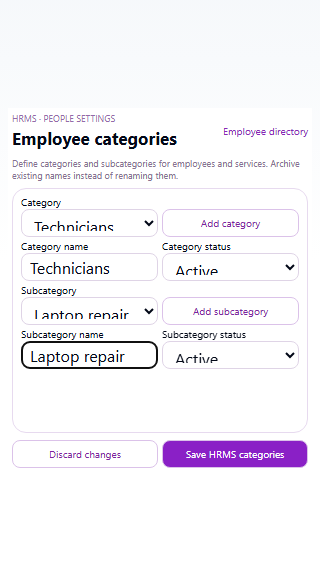 HRMS · PEOPLE SETTINGS
Employee categories
Employee directory
Define categories and subcategories for employees and services. Archive
existing names instead of renaming them.
Category
Technicians
Add category
Category name
Category status
Technicians
Active
Subcategory
Laptop repair
Add subcategory
Subcategory name
Subcategory status
Laptop repair
Active
Discard changes
Save HRMS categories